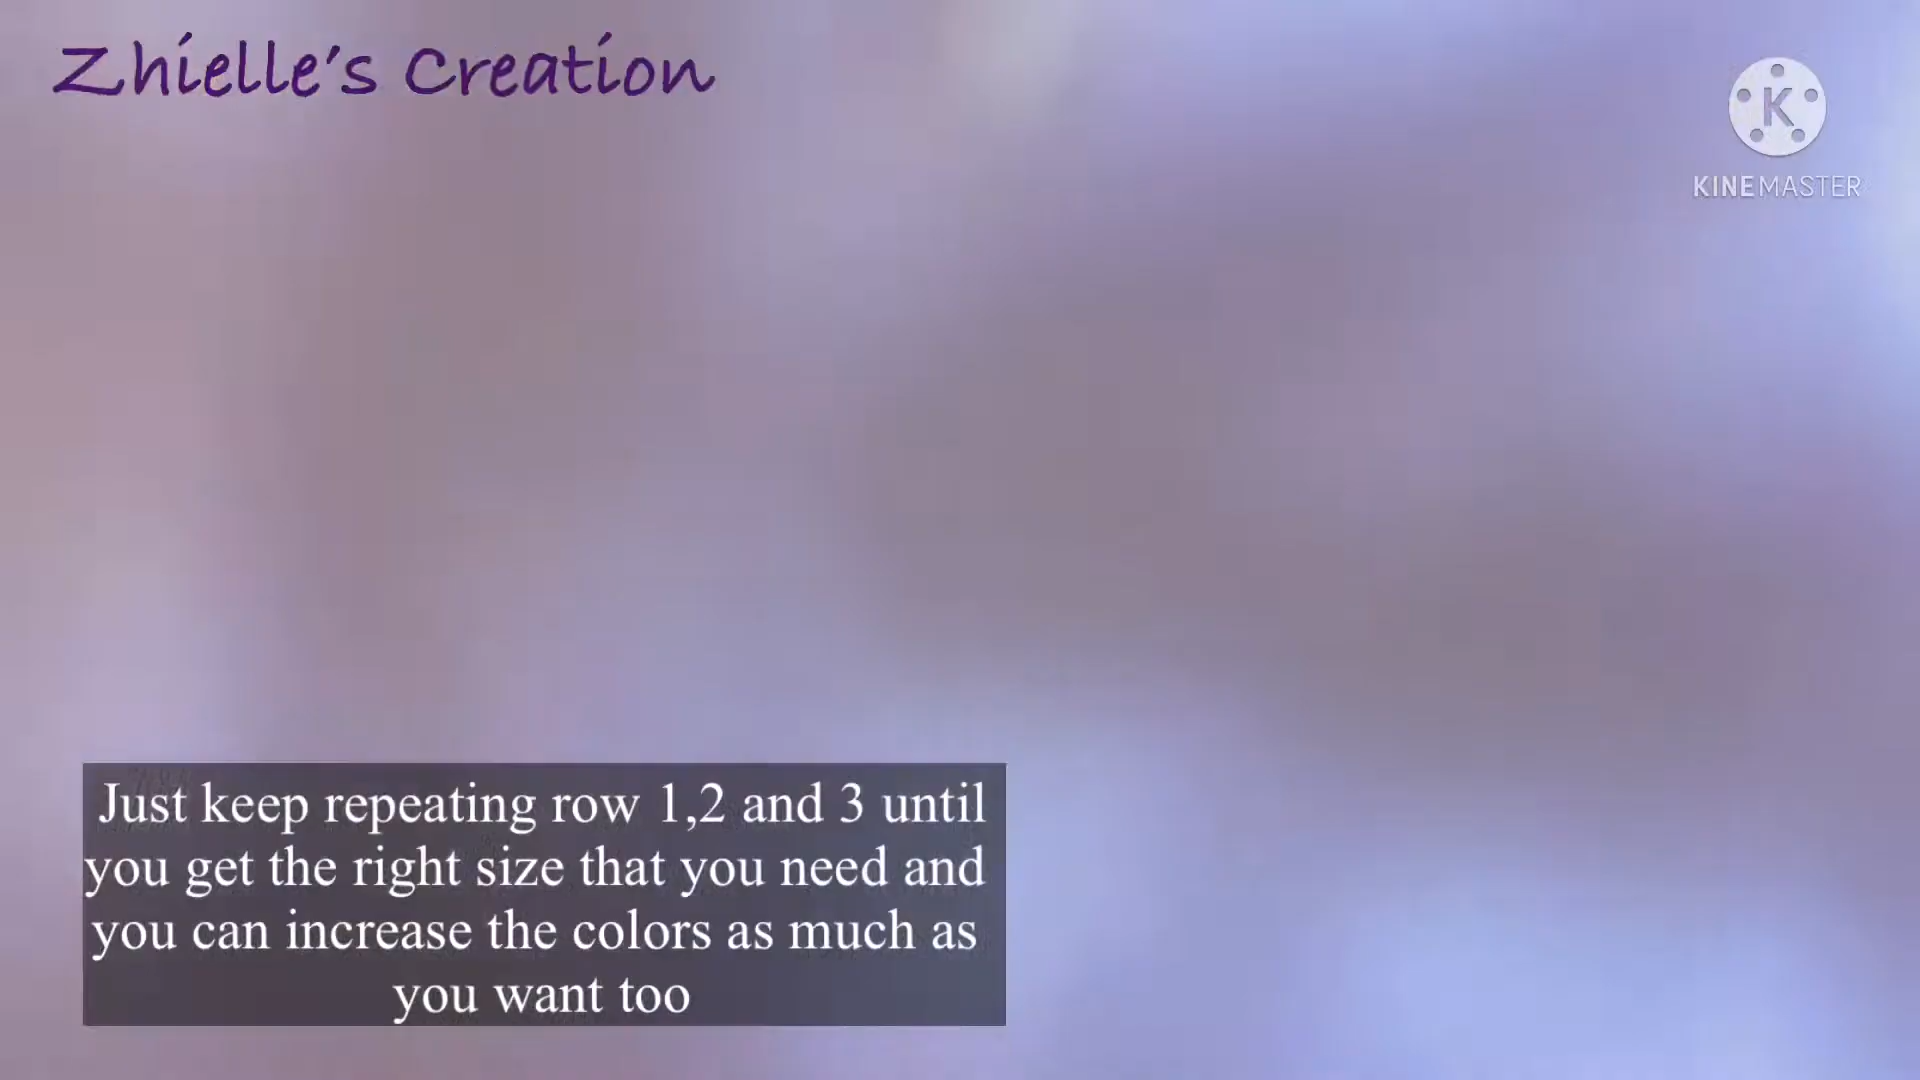 Zhielle's Creation
K
KINEMASTER
Just keep repeating row 1,2 and 3 until
you get the right size that you need and
you can increase the colors as much as
you want too